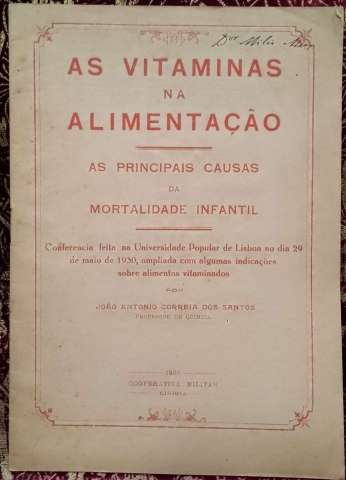 AS VITAMINAS
NA
ALIMENTAÇÃO
AS PRINCIPAIS CAUSAS
DA
MORTALIDADE INFANTIL
Conferencia feita na Universidade Popular de Lisboa no dia 29
de maio de 1930, ampliada com algumas indicações
sobre alimentos vitaminados
POR
JOÃO ANTONIO CORREIA DOS SANTOS
PROFESSOR DE QUIMICA
COOPERATIVA MILITAR
LISBOA